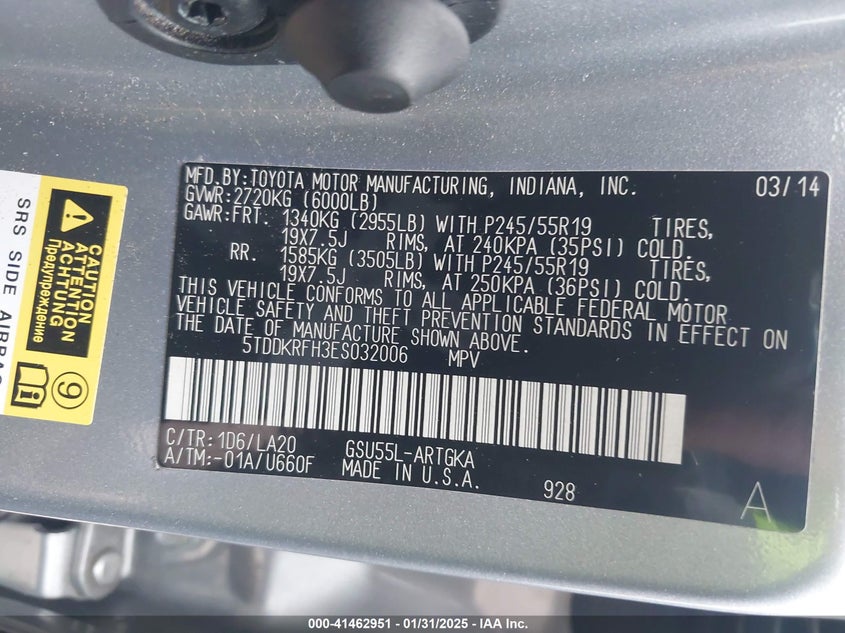 MFD.BY:TOYOTA MOTOR MANUFACTURING, INDIANA, INC. 03/14
GVWR:2720KG (6000LB)
GAWR:FRT. 1340KG (2955LB) WITH P245/55R19 TIRES,
19X7.5J RIMS, AT 240KPA (35PSI) COLD.
RR. 1585KG (3505LB) WITH P245/55R19 TIRES,
19X7.5J RIMS, AT 250KPA (36PSI) COLD.
THIS VEHICLE CONFORMS TO ALL APPLICABLE FEDERAL MOTOR
VEHICLE SAFETY AND THEFT PREVENTION STANDARDS IN EFFECT ON
THE DATE OF MANUFACTURE SHOWN ABOVE.
5TDDKRFH3ES032006 MPV
C/TR:1D6/LA20 GSU55L-ARTGKA
A/TM:-01A/U660F MADE IN U.S.A.
928
A
CAUTION
ATTENTION
ACHTUNG
Предупреждение
9
SRS SIDE AIRBAG
000-41462951 - 01/31/2025 - IAA Inc.